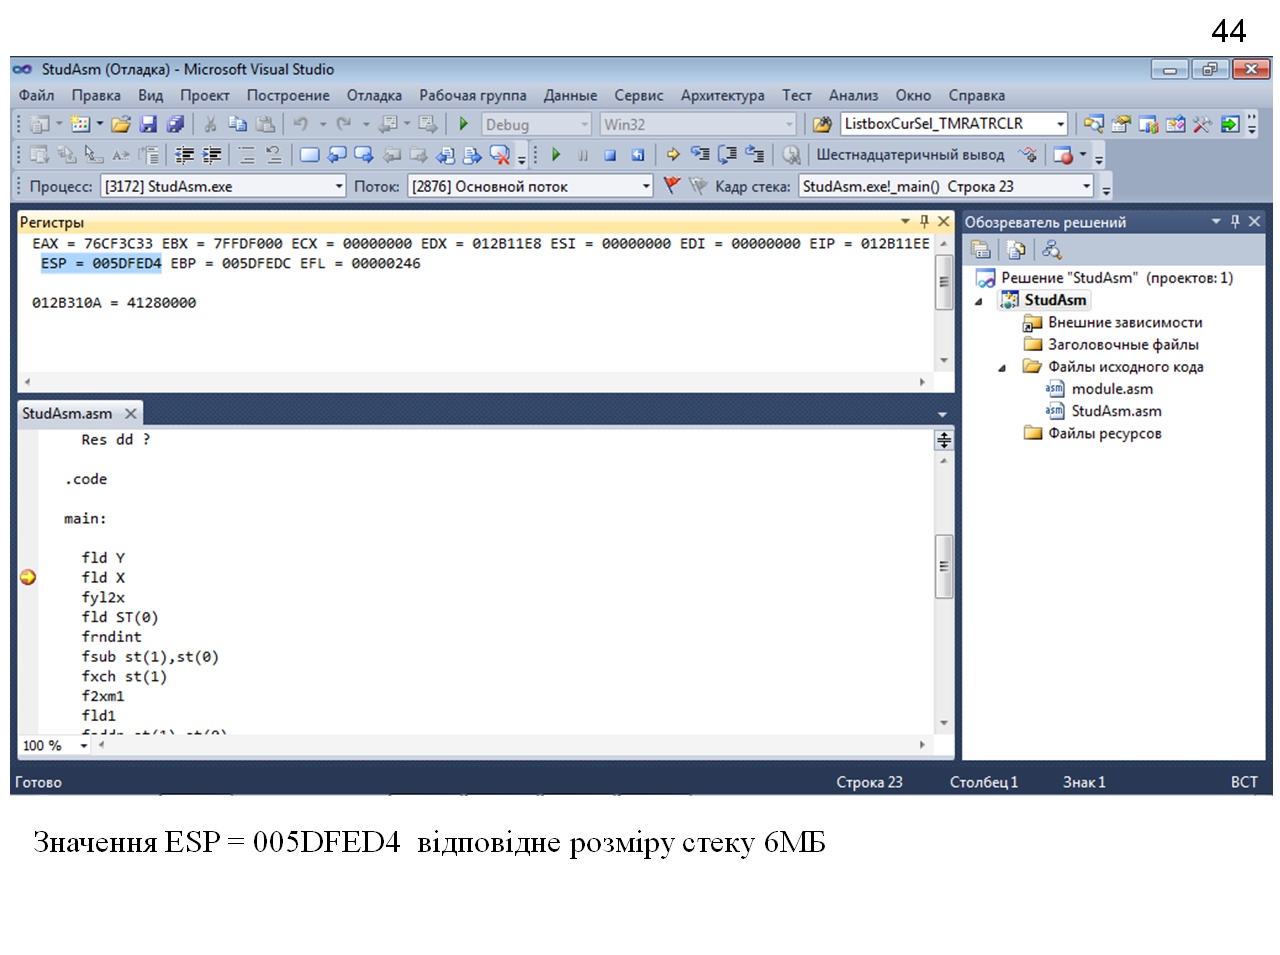 44
StudAsm (Отладка) - Microsoft Visual Studio
Файл Правка Вид Проект Построение Отладка Рабочая группа Данные Сервис Архитектура Тест Анализ Окно Справка
Debug Win32 ListboxCurSel_TMRATRCLR
Шестнадцатеричный вывод
Процесс: [3172] StudAsm.exe Поток: [2876] Основной поток Кадр стека: StudAsm.exe!_main() Строка 23
Регистры
EAX = 76CF3C33 EBX = 7FFDF000 ECX = 00000000 EDX = 012B11E8 ESI = 00000000 EDI = 00000000 EIP = 012B11EE
ESP = 005DFED4 EBP = 005DFEDC EFL = 00000246
012B310A = 41280000
StudAsm.asm
Res dd ?
.code
main:
fld Y
fld X
fyl2x
fld ST(0)
frndint
fsub st(1),st(0)
fxch st(1)
f2xm1
fld1
100 %
Обозреватель решений
Решение "StudAsm" (проектов: 1)
StudAsm
Внешние зависимости
Заголовочные файлы
Файлы исходного кода
module.asm
StudAsm.asm
Файлы ресурсов
Готово Строка 23 Столбец 1 Знак 1 ВСТ
Значення ESP = 005DFED4 відповідне розміру стеку 6МБ